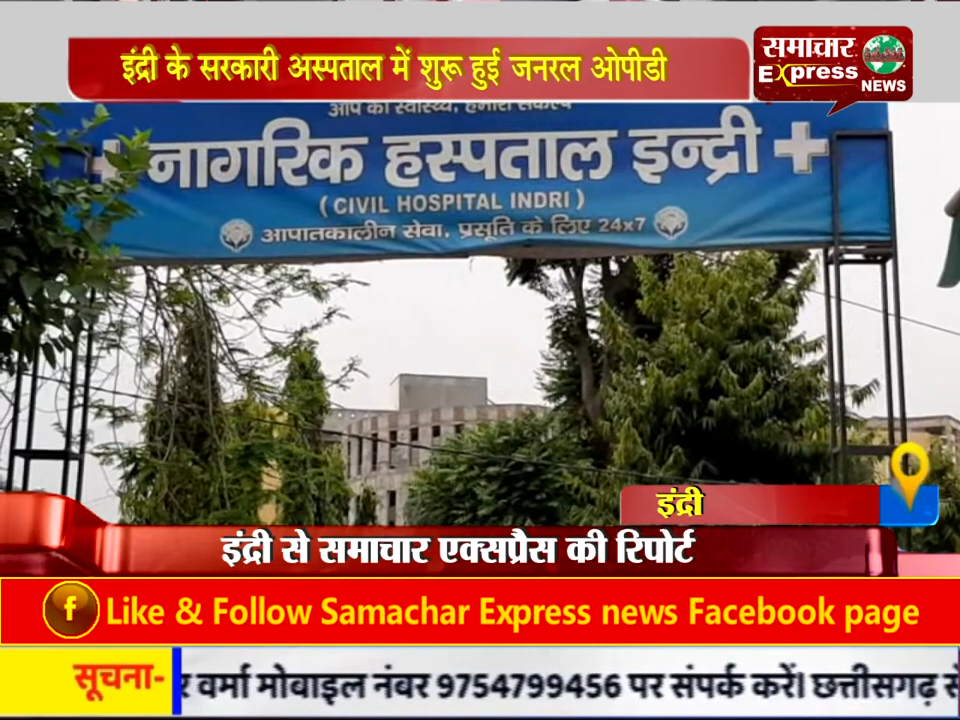 इंद्री के सरकारी अस्पताल में शुरू हुई जनरल ओपीडी
समाचार
Express
NEWS
आप का स्वास्थ्य, हमारा संकल्प
नागरिक हस्पताल इन्द्री
(CIVIL HOSPITAL INDRI)
आपातकालीन सेवा, प्रसूति के लिए 24x7
इंद्री
इंद्री से समाचार एक्सप्रैस की रिपोर्ट
f Like & Follow Samachar Express news Facebook page
सूचना- र वर्मा मोबाइल नंबर 9754799456 पर संपर्क करें। छत्तीसगढ़ से